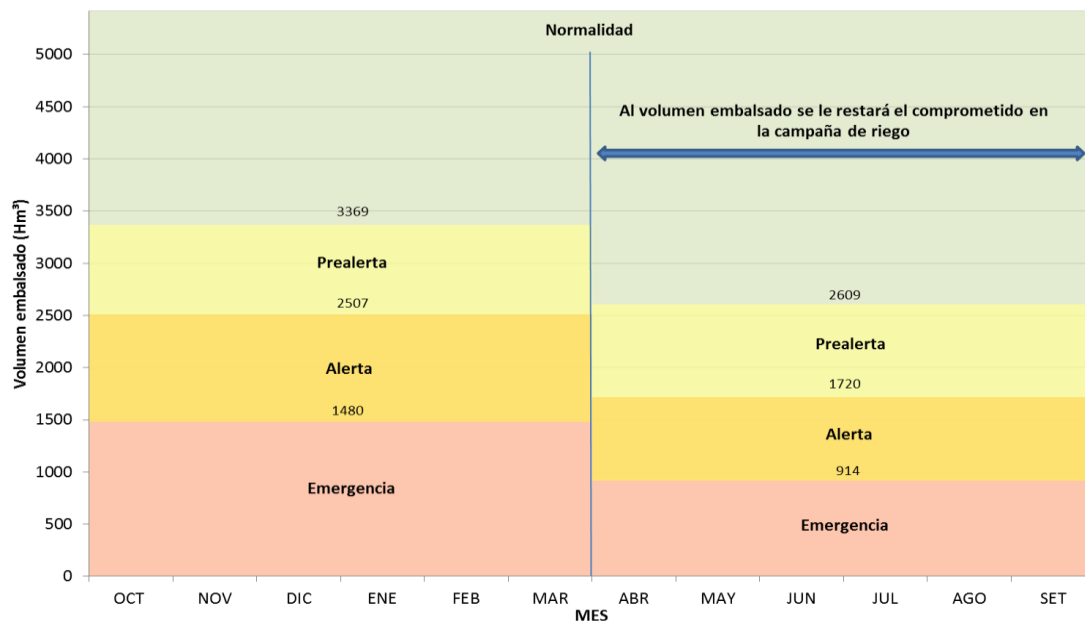 Normalidad
5000
4500
4000
3500
3000
2500
2000
1500
1000
500
0
Volumen embalsado (Hm³)
Al volumen embalsado se le restará el comprometido en
la campaña de riego
3369
Prealerta
2507
Alerta
1480
Emergencia
2609
Prealerta
1720
Alerta
914
Emergencia
OCT NOV DIC ENE FEB MAR ABR MAY JUN JUL AGO SET
MES